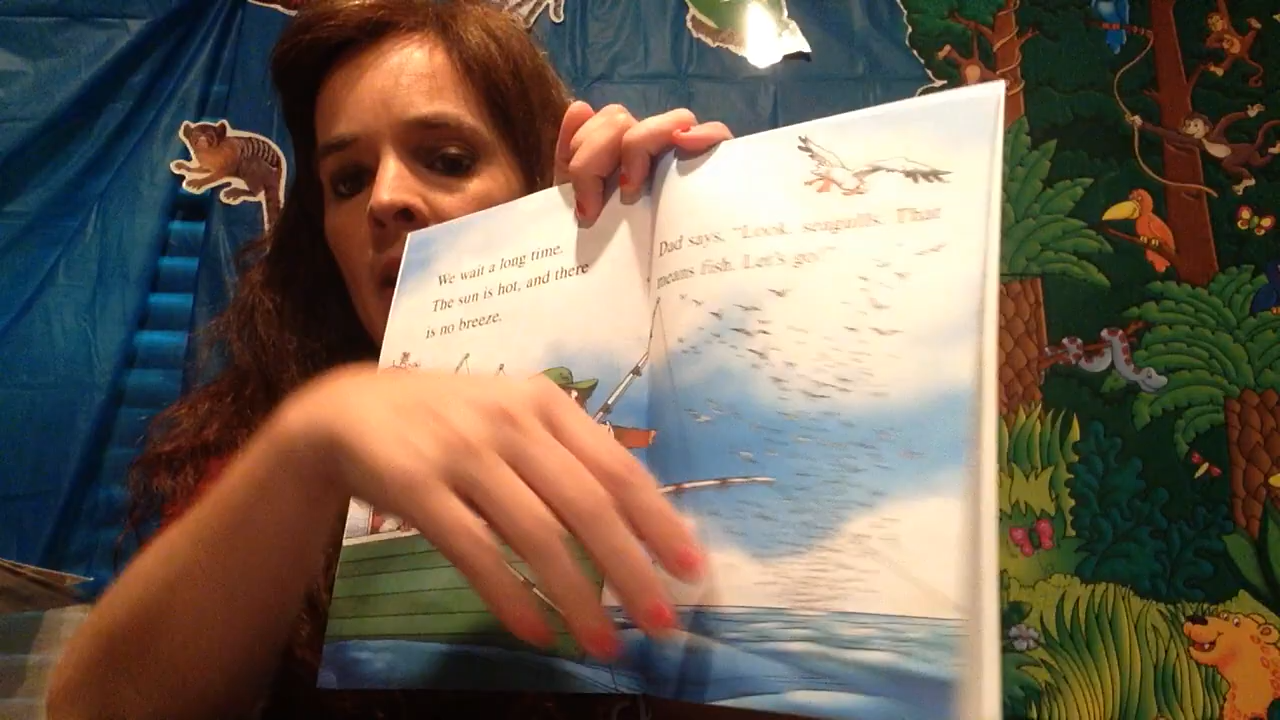 We wait a long time.
The sun is hot, and there
is no breeze.
Dad says, "Look, seagulls. That
means fish. Let's go!"